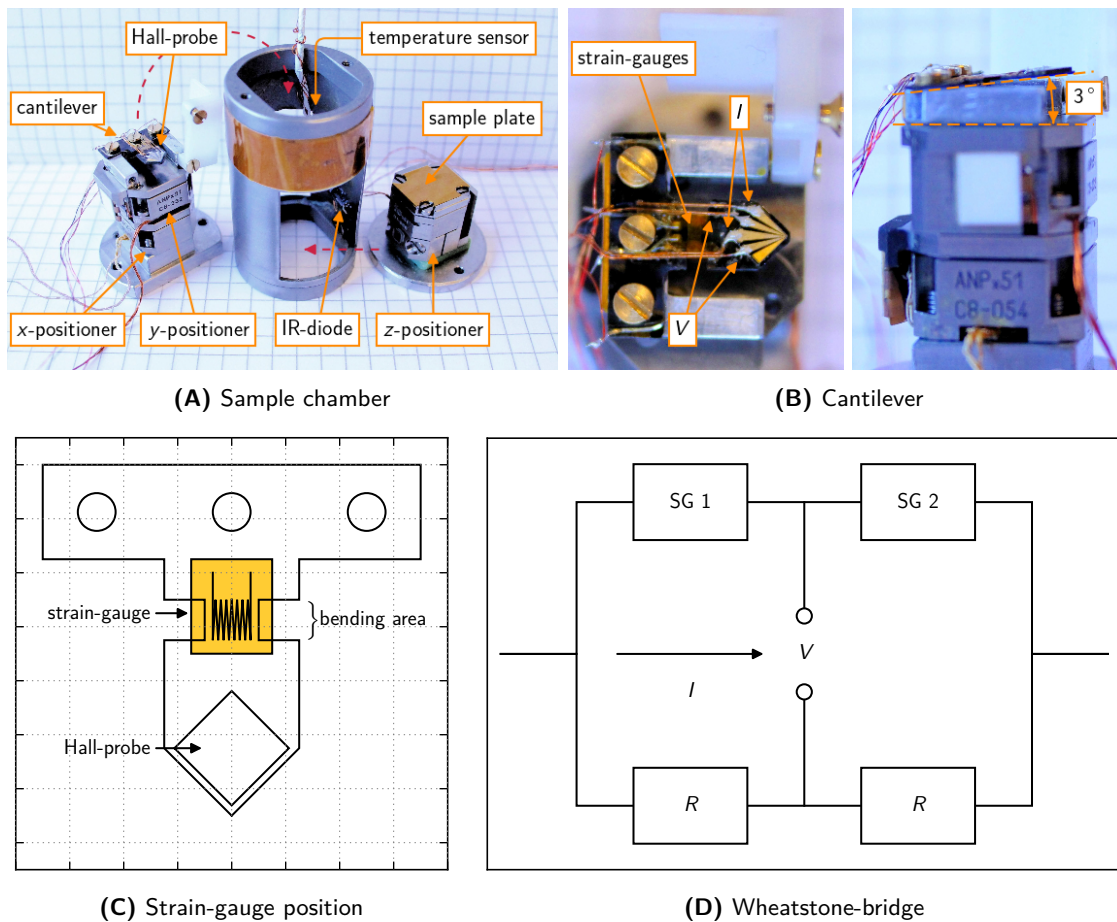 Hall-probe
temperature sensor
cantilever
sample plate
ANPx51
C8-052
x-positioner
y-positioner
IR-diode
z-positioner
(A) Sample chamber
strain-gauges
I
V
3°
ANPx51
C8-054
(B) Cantilever
strain-gauge
bending area
Hall-probe
(C) Strain-gauge position
SG 1
SG 2
V
I
R
R
(D) Wheatstone-bridge